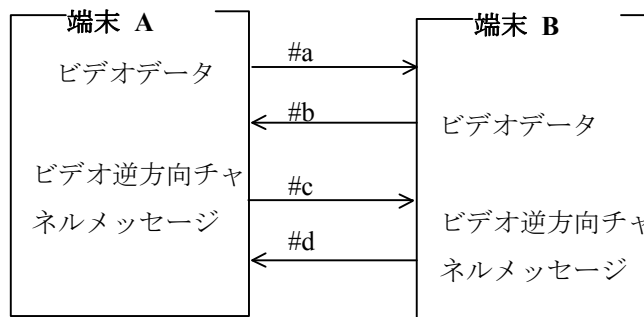 端末 A
ビデオデータ
ビデオ逆方向チャ
ネルメッセージ
#a
#b
#c
#d
端末 B
ビデオデータ
ビデオ逆方向チャ
ネルメッセージ